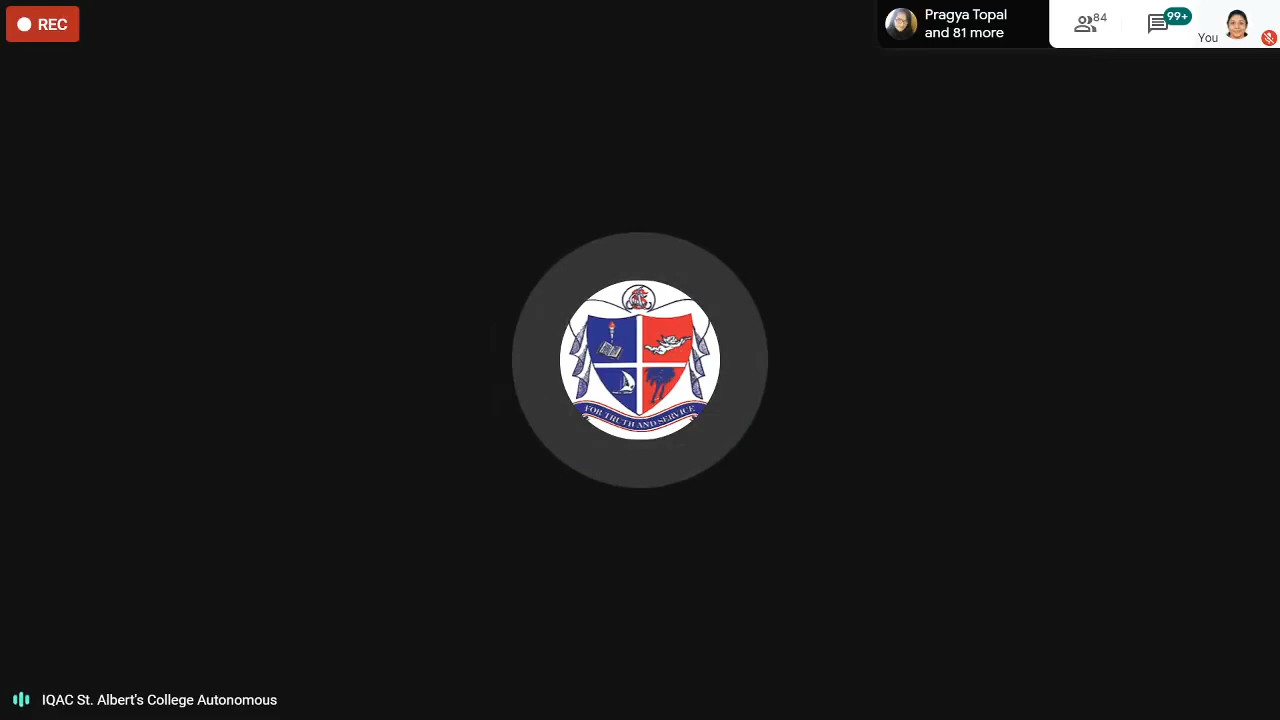 REC
Pragya Topal
and 81 more
84
99+
You
FOR TRUTH AND SERVICE
IQAC St. Albert's College Autonomous